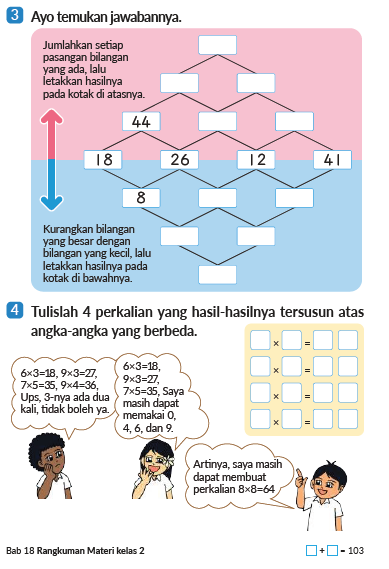 3 Ayo temukan jawabannya.
Jumlahkan setiap
pasangan bilangan
yang ada, lalu
letakkan hasilnya
pada kotak di atasnya.
44
18 26 12 41
8
Kurangkan bilangan
yang besar dengan
bilangan yang kecil, lalu
letakkan hasilnya pada
kotak di bawahnya.
4 Tulislah 4 perkalian yang hasil-hasilnya tersusun atas
angka-angka yang berbeda.
× =
× =
× =
× =
6×3=18, 9×3=27,
7×5=35, 9×4=36,
Ups, 3-nya ada dua
kali, tidak boleh ya.
6×3=18,
9×3=27,
7×5=35, Saya
masih dapat
memakai 0,
4, 6, dan 9.
Artinya, saya masih
dapat membuat
perkalian 8×8=64
Bab 18 Rangkuman Materi kelas 2
+ = 103